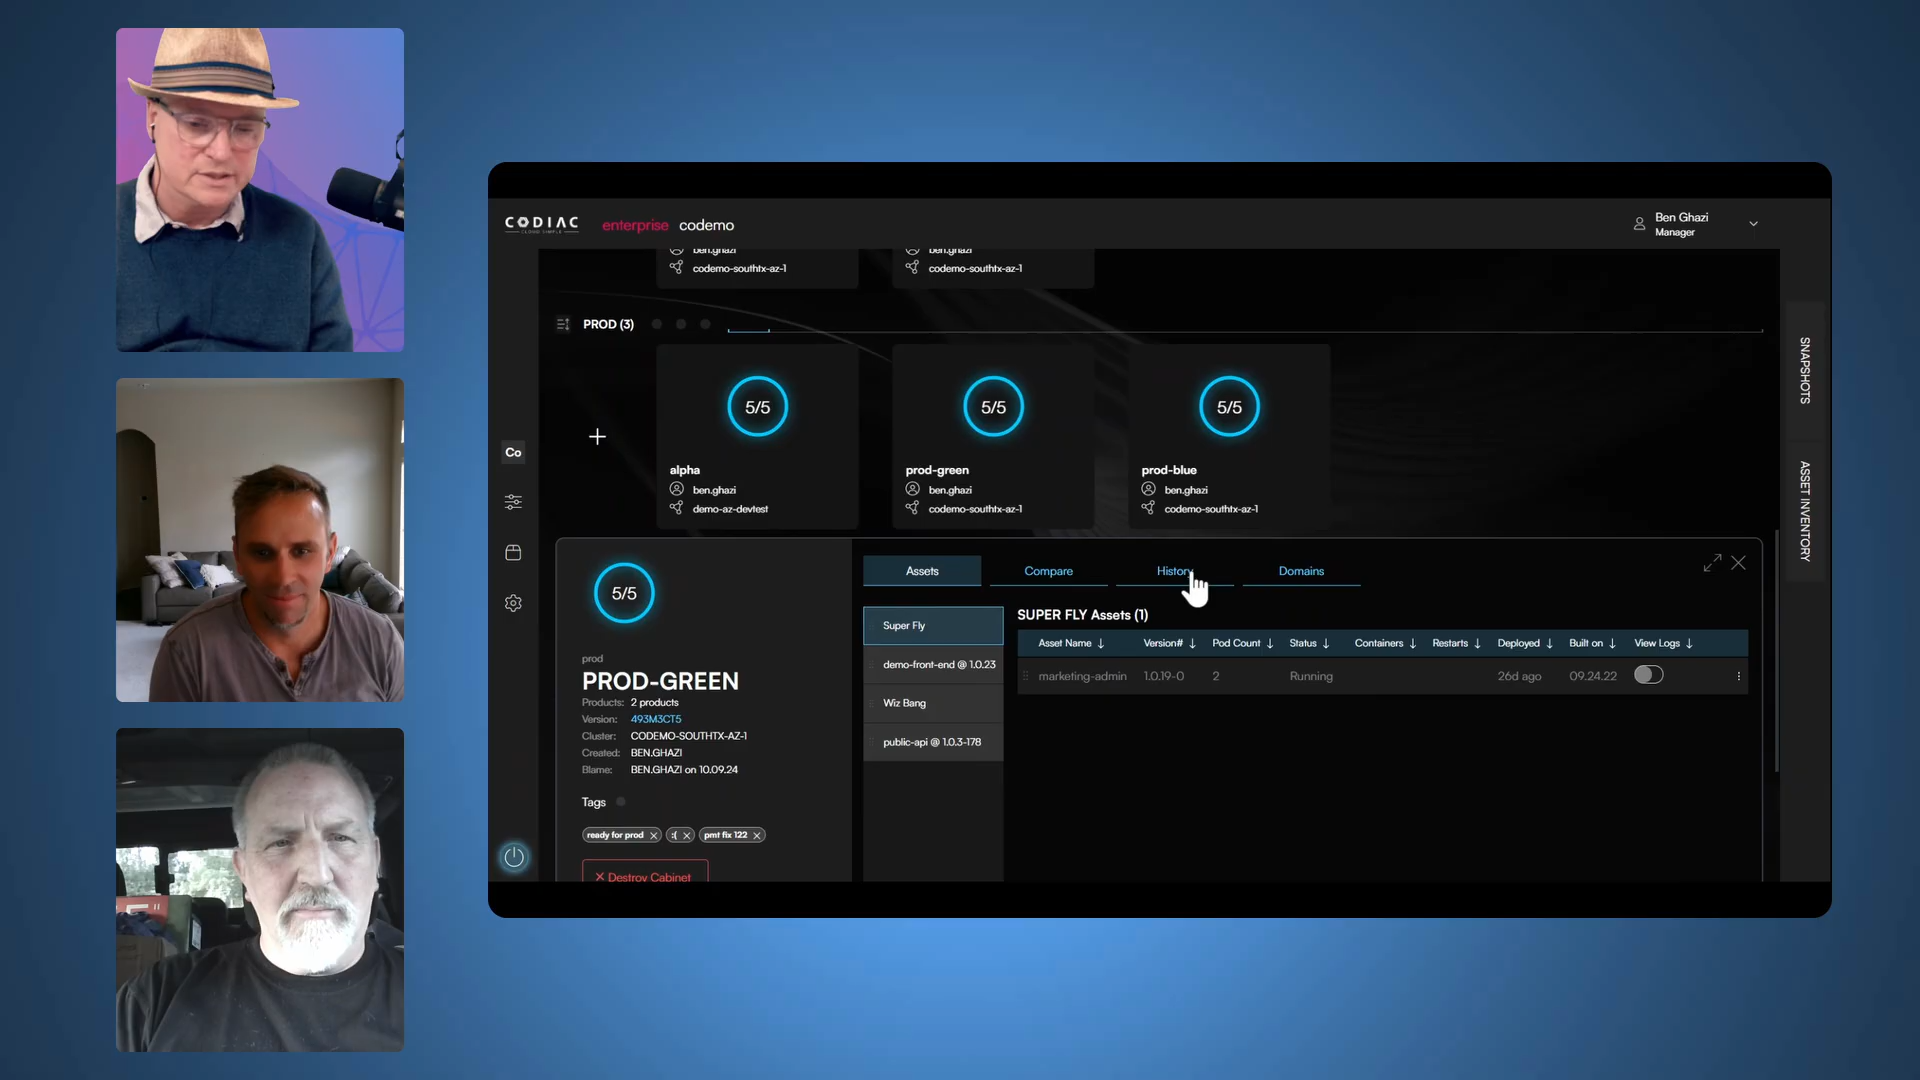 CODIAC
CLOUD SIMPLE
enterprise codemo
Ben Ghazi
Manager
ben.ghazi
codemo-southtx-az-1
ben.ghazi
codemo-southtx-az-1
PROD (3)
5/5
alpha
ben.ghazi
demo-az-devtest
5/5
prod-green
ben.ghazi
codemo-southtx-az-1
5/5
prod-blue
ben.ghazi
codemo-southtx-az-1
SNAPSHOTS
ASSET INVENTORY
Co
5/5
prod
PROD-GREEN
Products: 2 products
Version: 493M3CT5
Cluster: CODEMO-SOUTHTX-AZ-1
Created: BEN.GHAZI
Blame: BEN.GHAZI on 10.09.24
Tags
ready for prod
:(
pmt fix 122
Destroy Cabinet
Assets Compare History Domains
Super Fly
demo-front-end @ 1.0.23
Wiz Bang
public-api @ 1.0.3-178
SUPER FLY Assets (1)
Asset Name Version# Pod Count Status Containers Restarts Deployed Built on View Logs
marketing-admin 1.0.19-0 2 Running 26d ago 09.24.22